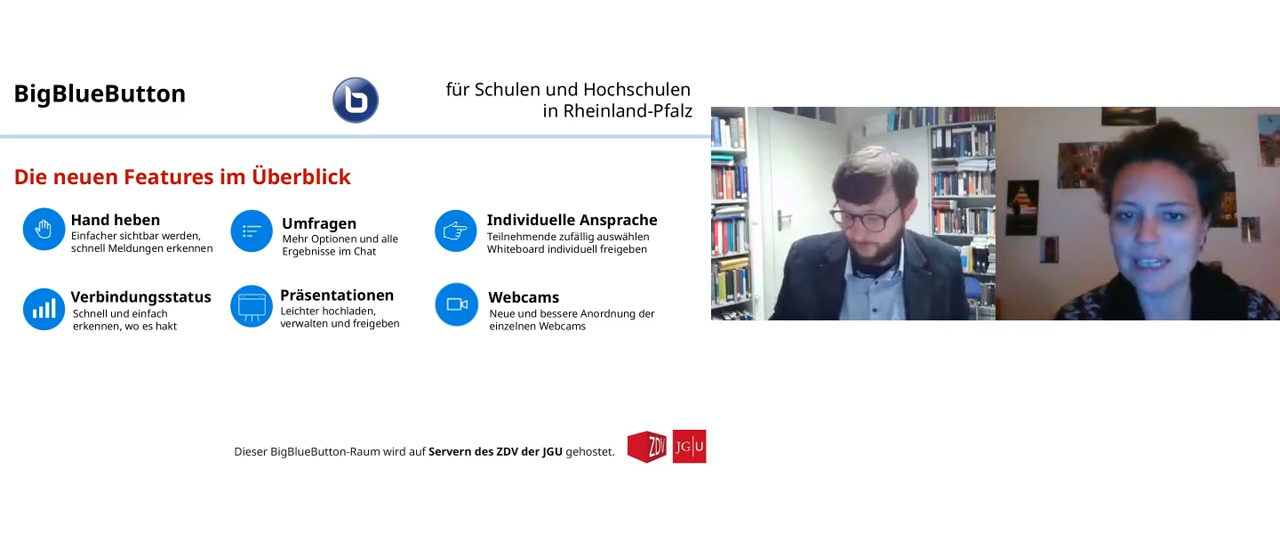 BigBlueButton
für Schulen und Hochschulen
in Rheinland-Pfalz
Die neuen Features im Überblick
Hand heben
Einfacher sichtbar werden,
schnell Meldungen erkennen
Umfragen
Mehr Optionen und alle
Ergebnisse im Chat
Individuelle Ansprache
Teilnehmende zufällig auswählen
Whiteboard individuell freigeben
Verbindungsstatus
Schnell und einfach
erkennen, wo es hakt
Präsentationen
Leichter hochladen,
verwalten und freigeben
Webcams
Neue und bessere Anordnung der
einzelnen Webcams
Dieser BigBlueButton-Raum wird auf Servern des ZDV der JGU gehostet.
ZDV
JG|U